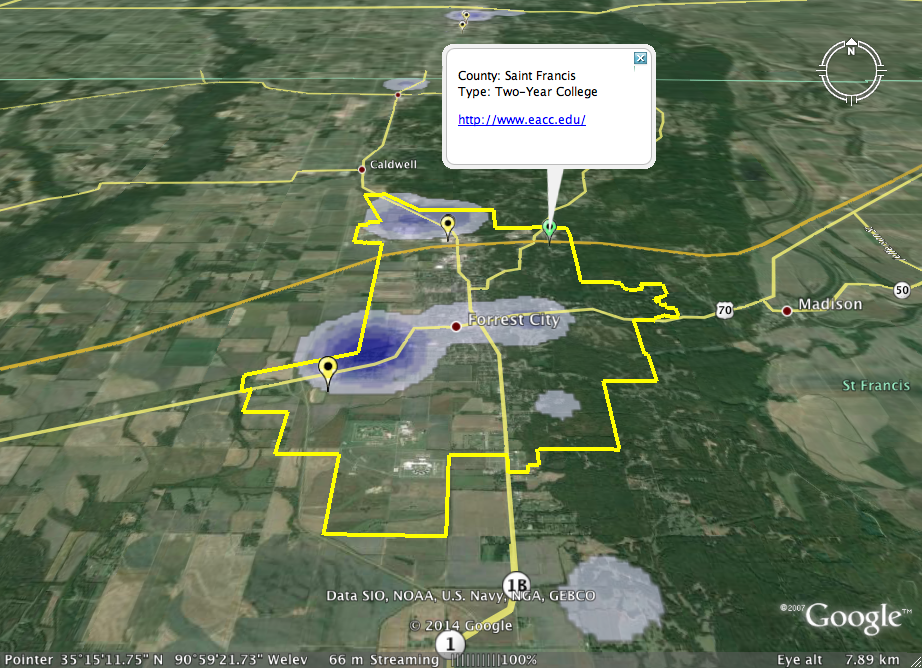 N
County: Saint Francis
Type: Two-Year College
http://www.eacc.edu/
Caldwell
50
Madison
70
Forrest City
St Francis
1B
Data SIO, NOAA, U.S. Navy, NGA, GEBCO
© 2014 Google
©2007 Google™
1
Pointer 35°15'11.75" N 90°59'21.73" W elev 66 m Streaming 100% Eye alt 7.89 km